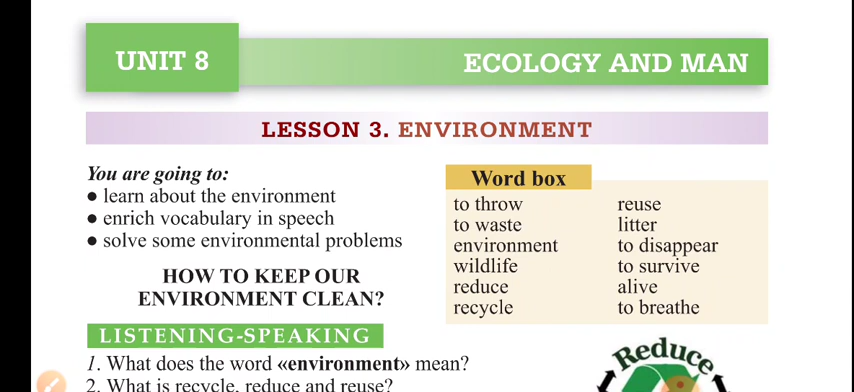 UNIT 8
ECOLOGY AND MAN
LESSON 3. ENVIRONMENT
You are going to:
● learn about the environment
● enrich vocabulary in speech
● solve some environmental problems
HOW TO KEEP OUR
ENVIRONMENT CLEAN?
Word box
to throw
to waste
environment
wildlife
reduce
recycle
reuse
litter
to disappear
to survive
alive
to breathe
LISTENING-SPEAKING
1. What does the word «environment» mean?
2. What is recycle, reduce and reuse?
Reduce